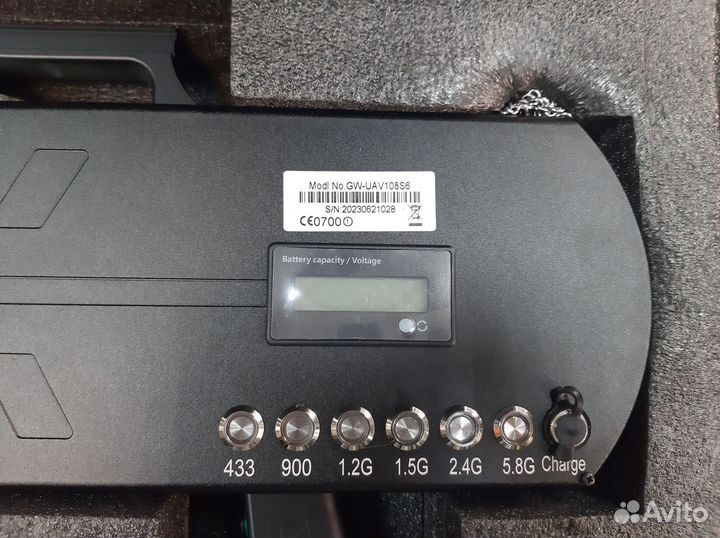 Modl No.GW-UAV108S6
S/N:20230621028
CE0700
Battery capacity / Voltage
433 900 1.2G 1.5G 2.4G 5.8G Charge
Avito